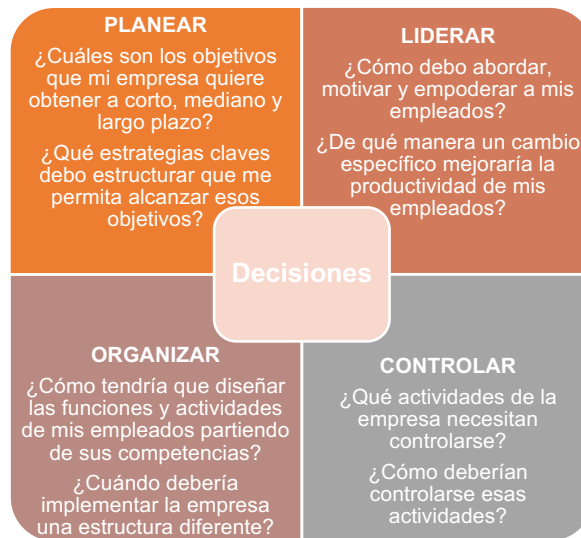 PLANEAR
¿Cuáles son los objetivos
que mi empresa quiere
obtener a corto, mediano y
largo plazo?
¿Qué estrategias claves
debo estructurar que me
permita alcanzar esos
objetivos?
LIDERAR
¿Cómo debo abordar,
motivar y empoderar a mis
empleados?
¿De qué manera un cambio
específico mejoraría la
productividad de mis
empleados?
Decisiones
ORGANIZAR
¿Cómo tendría que diseñar
las funciones y actividades
de mis empleados partiendo
de sus competencias?
¿Cuándo debería
implementar la empresa
una estructura diferente?
CONTROLAR
¿Qué actividades de la
empresa necesitan
controlarse?
¿Cómo deberían
controlarse esas
actividades?